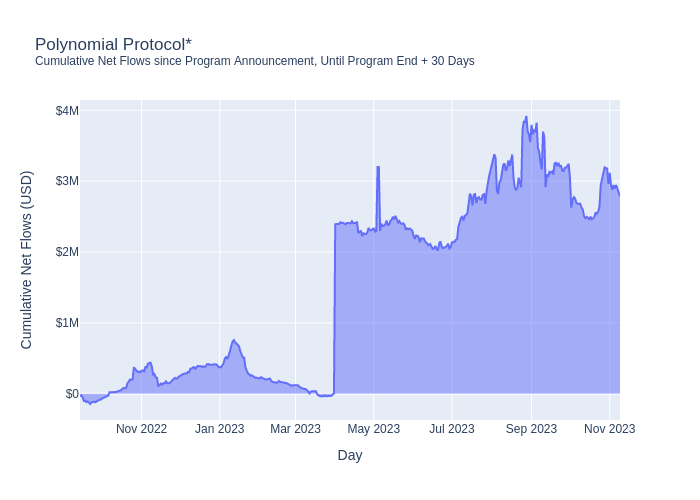 Polynomial Protocol*
Cumulative Net Flows since Program Announcement, Until Program End + 30 Days
Cumulative Net Flows (USD)
$4M
$3M
$2M
$1M
$0
Nov 2022
Jan 2023
Mar 2023
May 2023
Jul 2023
Sep 2023
Nov 2023
Day